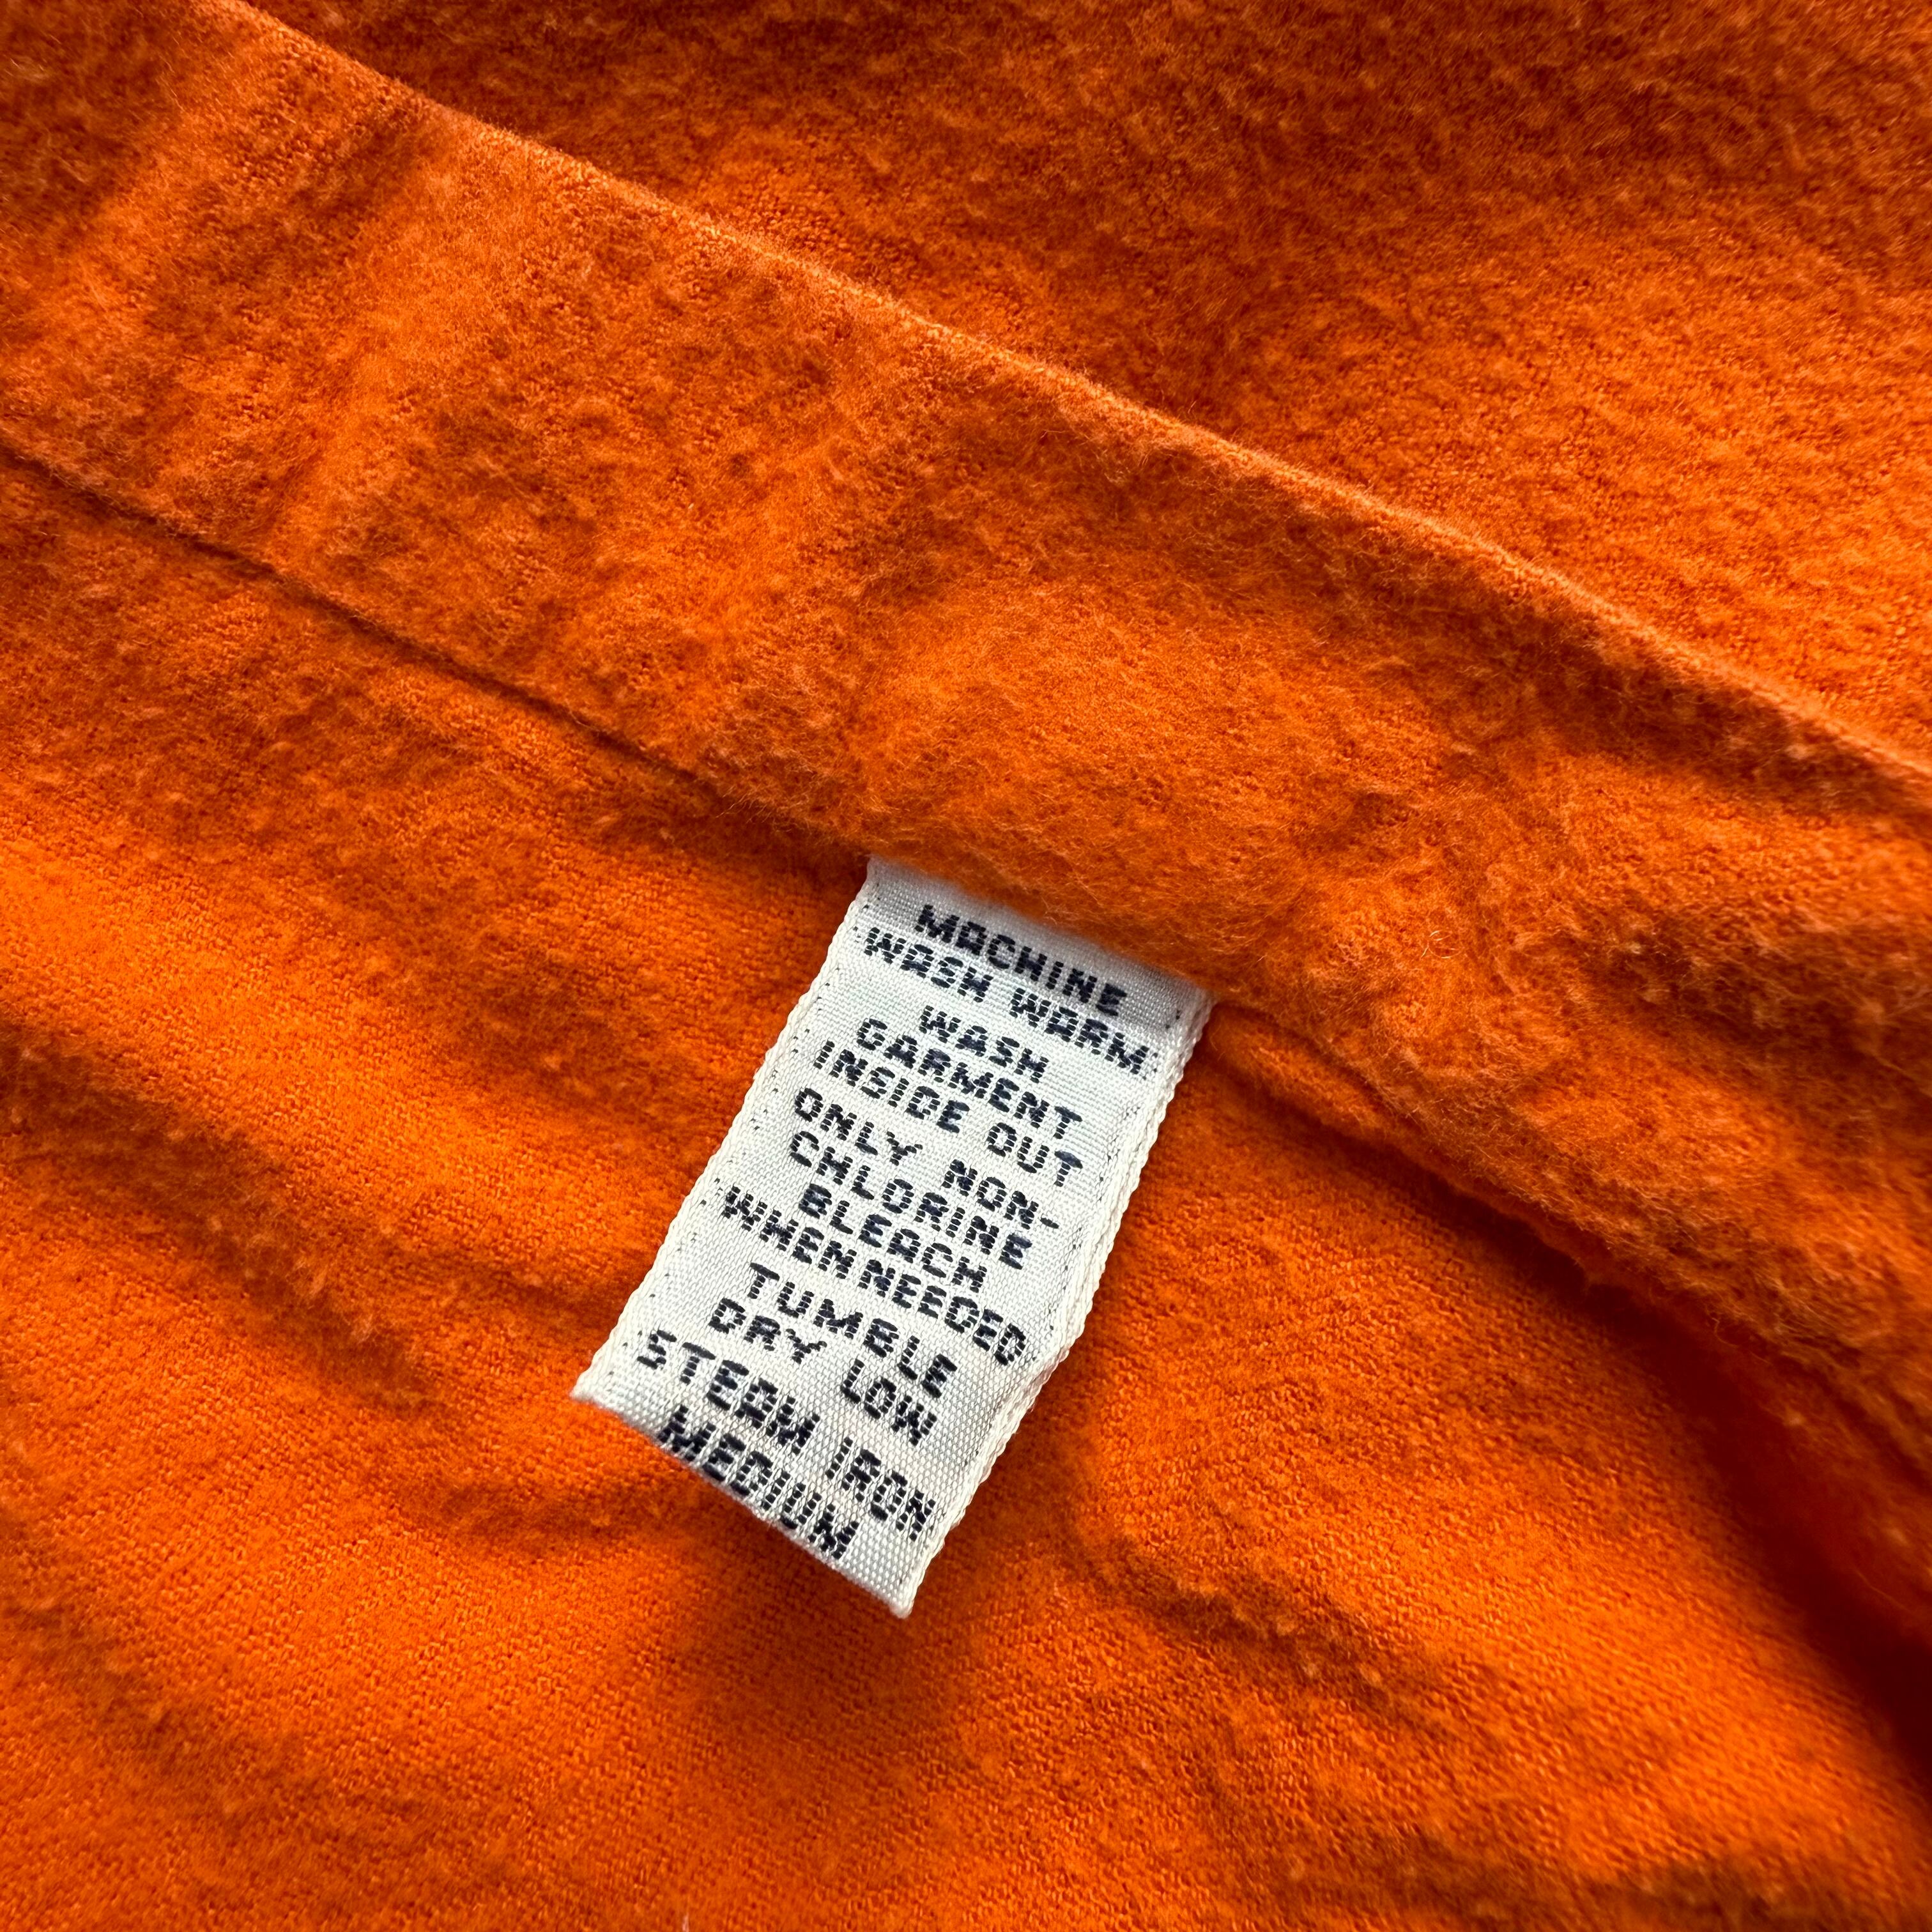 MACHINE
WASH WARM
WASH
GARMENT
INSIDE OUT
ONLY NON-
CHLORINE
BLEACH
WHEN NEEDED
TUMBLE
DRY LOW
STEAM IRON
MEDIUM